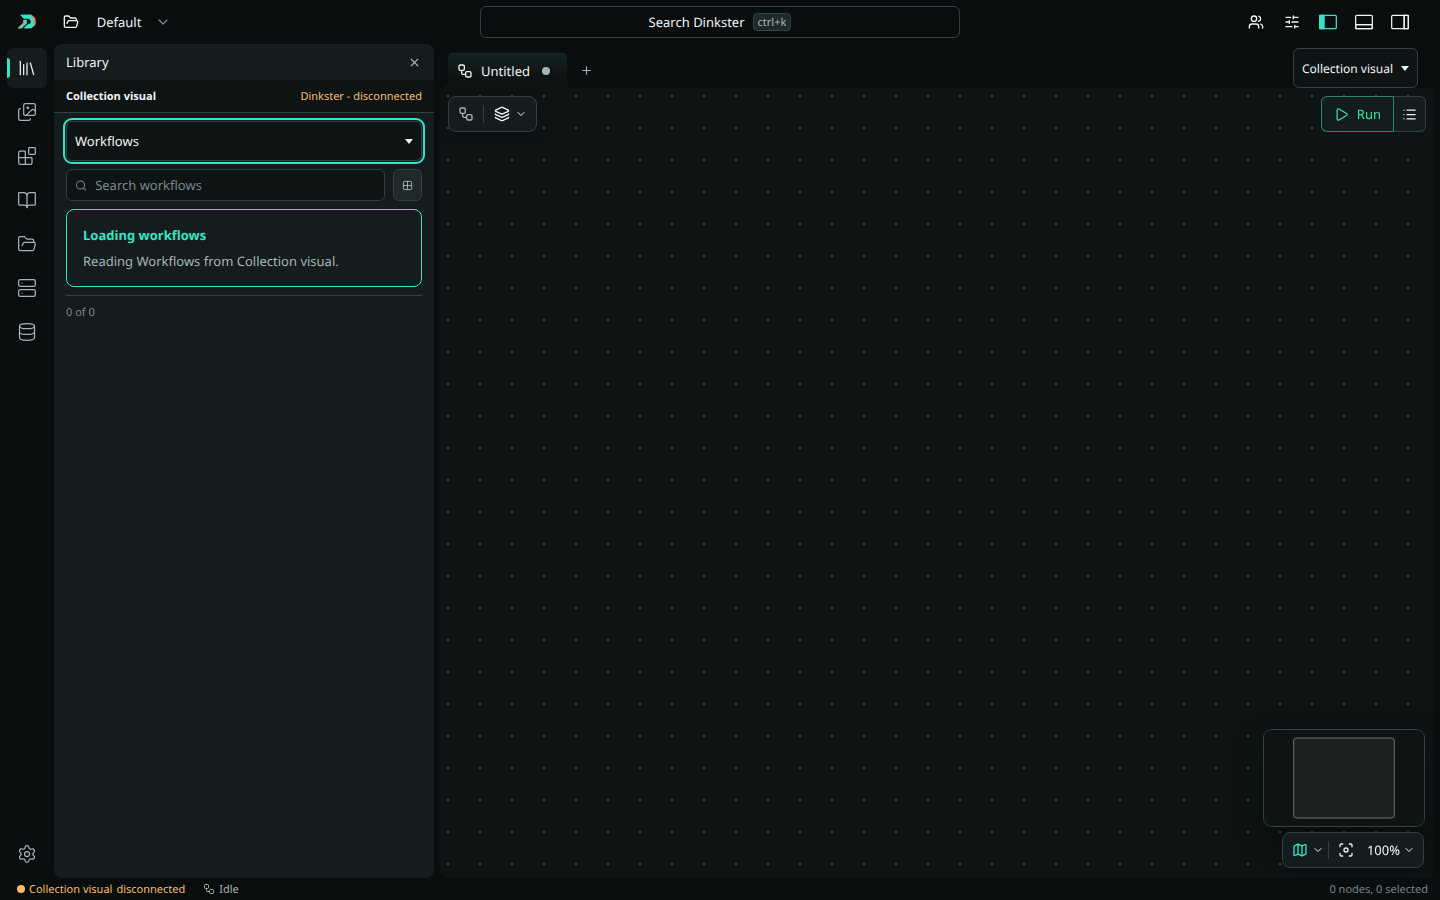 Default
Search Dinkster ctrl+k
Library
Collection visual
Dinkster - disconnected
Workflows
Search workflows
Loading workflows
Reading Workflows from Collection visual.
0 of 0
Untitled
Collection visual
Run
100%
Collection visual disconnected
Idle
0 nodes, 0 selected